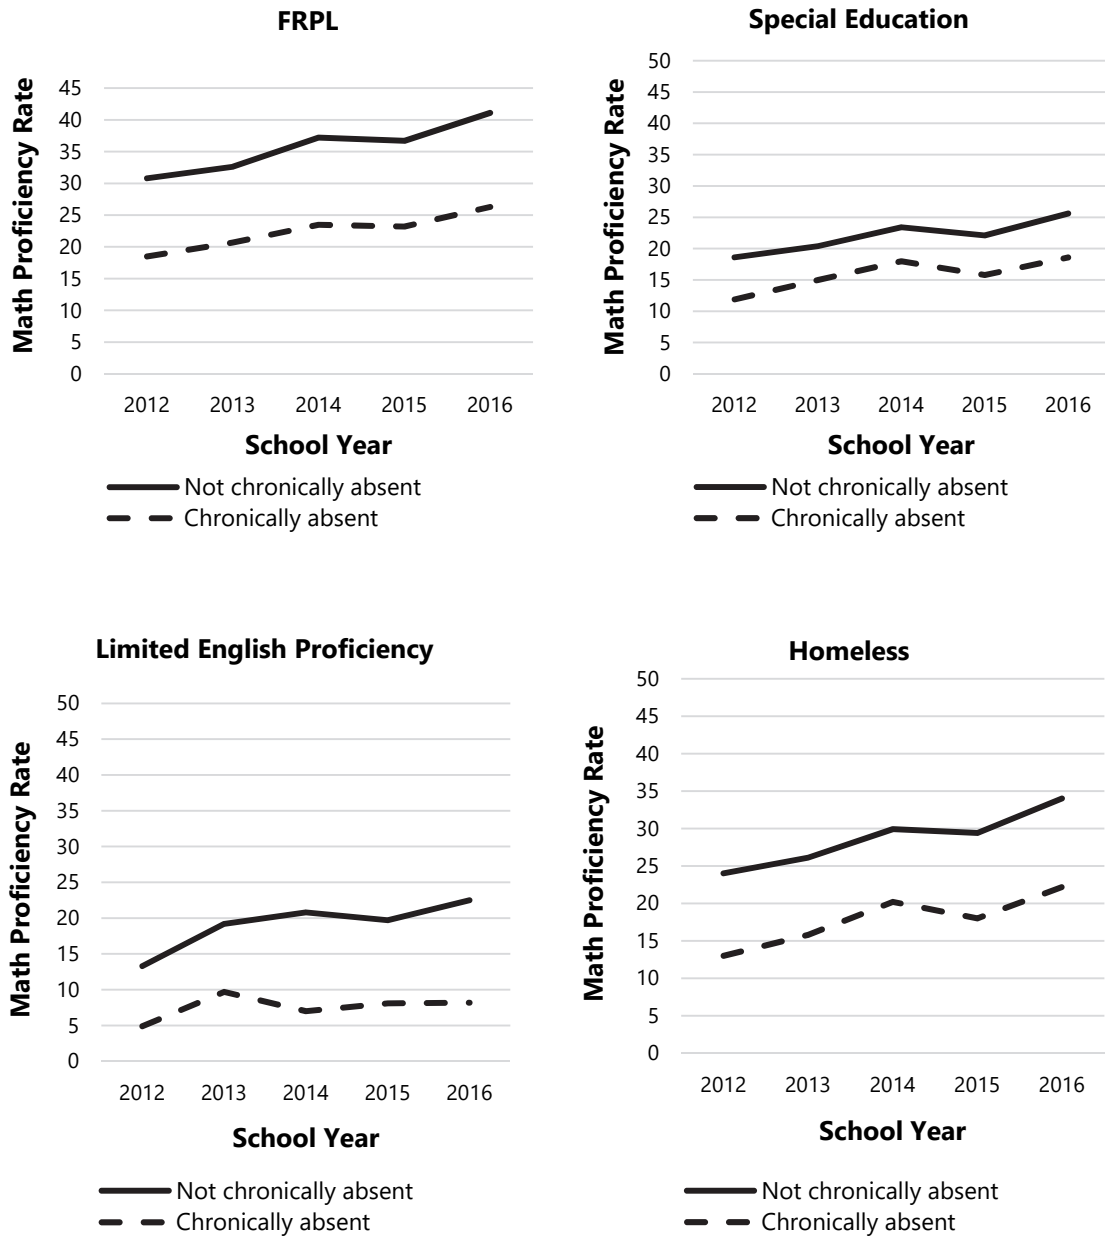 FRPL
Math Proficiency Rate
45
40
35
30
25
20
15
10
5
0
2012 2013 2014 2015 2016
School Year
Not chronically absent
Chronically absent
Special Education
Math Proficiency Rate
50
45
40
35
30
25
20
15
10
5
0
2012 2013 2014 2015 2016
School Year
Not chronically absent
Chronically absent
Limited English Proficiency
Math Proficiency Rate
50
45
40
35
30
25
20
15
10
5
0
2012 2013 2014 2015 2016
School Year
Not chronically absent
Chronically absent
Homeless
Math Proficiency Rate
50
45
40
35
30
25
20
15
10
5
0
2012 2013 2014 2015 2016
School Year
Not chronically absent
Chronically absent